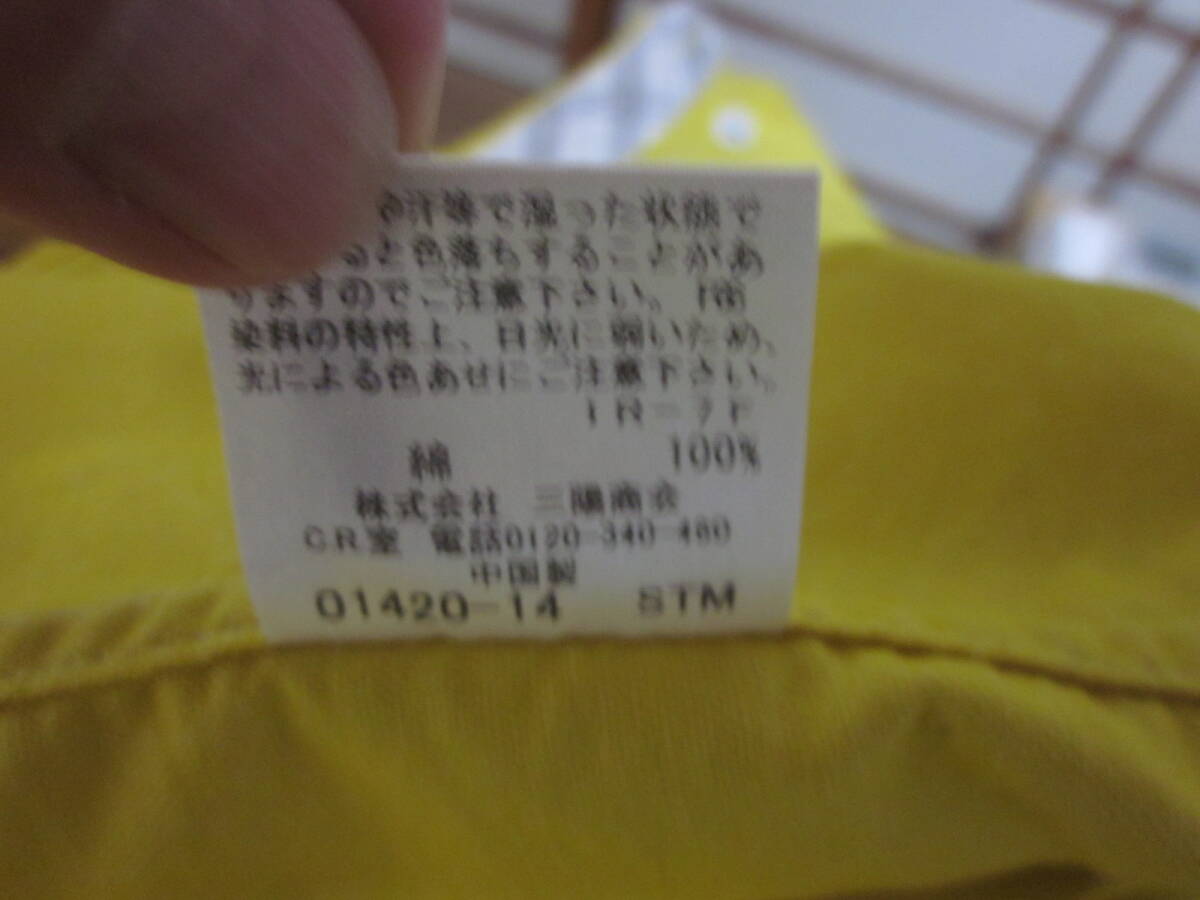 汗等で湿った状態で
ると色落ちすることがあ
りますのでご注意下さい。
染料の特性上、日光に弱いため、
光による色あせにご注意下さい。
綿 100%
株式会社 三陽商会
CR室 電話0120-340-460
中国製
01420-14 STM